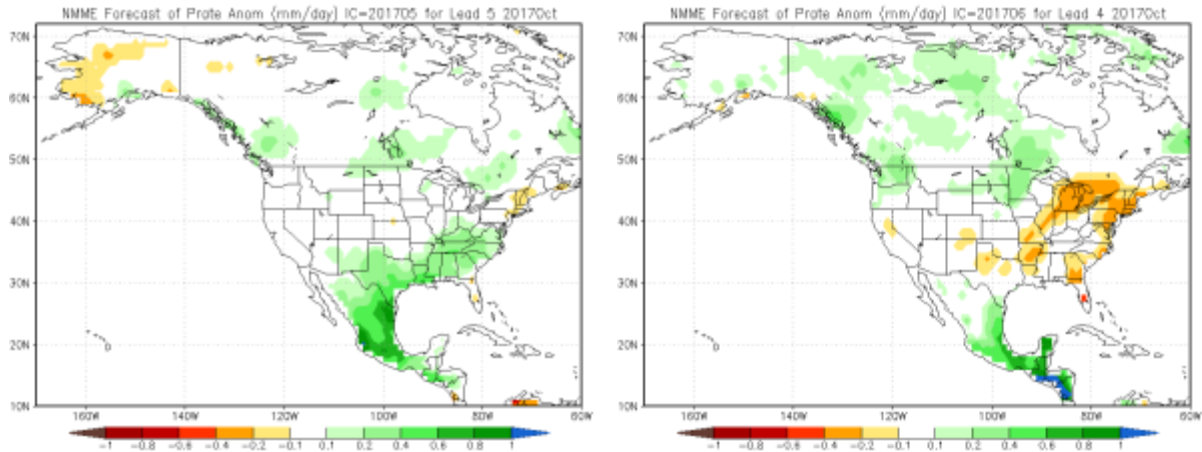 NMME Forecast of Prate Anom (mm/day) IC=201705 for Lead 5 2017Oct
70N
60N
50N
40N
30N
20N
10N
160W 140W 120W 100W 80W 60W
-1 -0.8 -0.6 -0.4 -0.2 -0.1 0.1 0.2 0.4 0.6 0.8 1
NMME Forecast of Prate Anom (mm/day) IC=201706 for Lead 4 2017Oct
70N
60N
50N
40N
30N
20N
10N
160W 140W 120W 100W 80W 60W
-1 -0.8 -0.6 -0.4 -0.2 -0.1 0.1 0.2 0.4 0.6 0.8 1